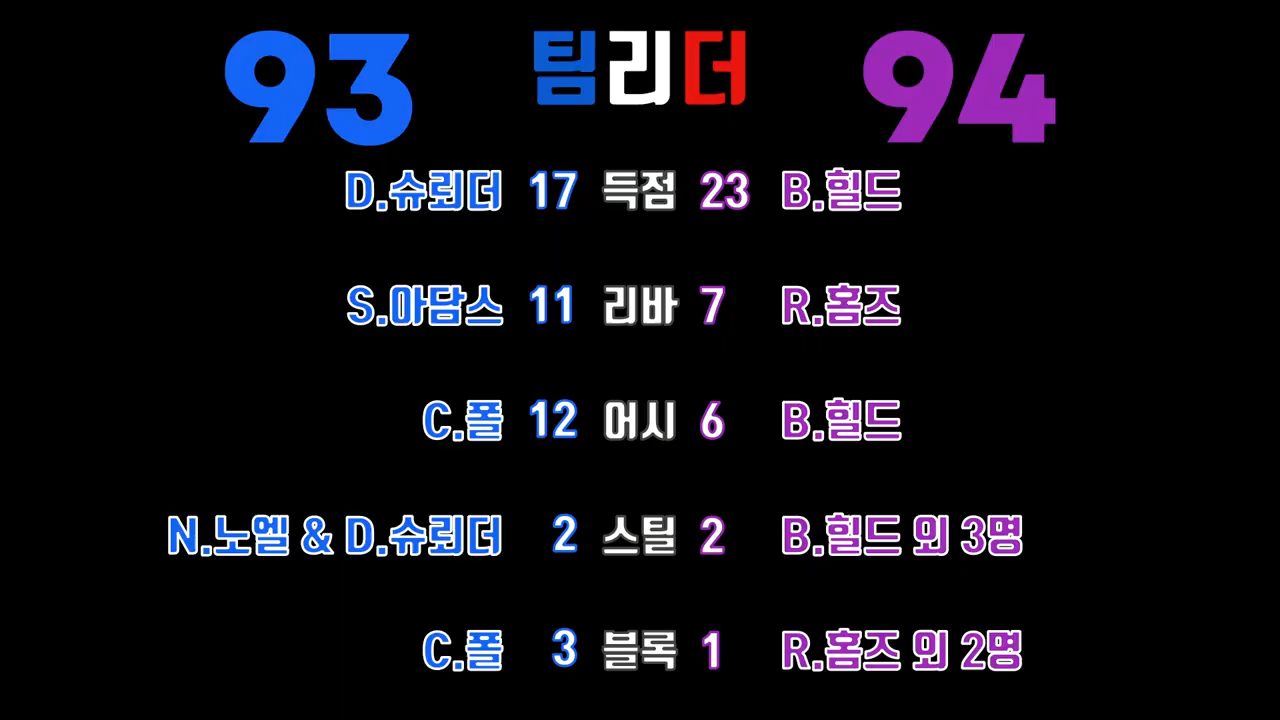 93 팀리더 94
D.슈뢰더 17 득점 23 B.힐드
S.아담스 11 리바 7 R.홈즈
C.폴 12 어시 6 B.힐드
N.노엘 & D.슈뢰더 2 스틸 2 B.힐드 외 3명
C.폴 3 블록 1 R.홈즈 외 2명